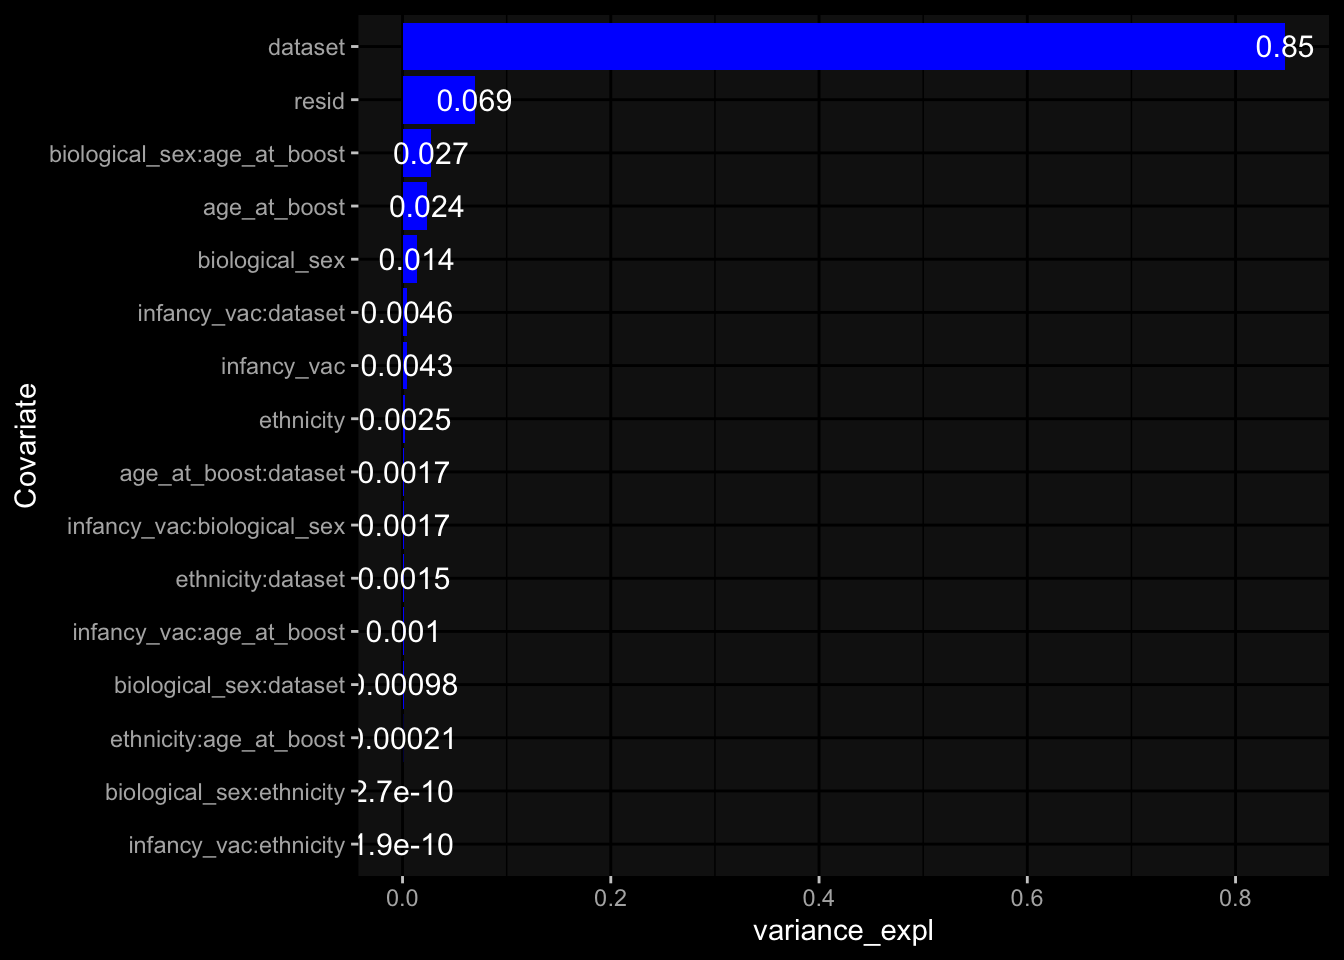 dataset 0.85
resid 0.069
biological_sex:age_at_boost 0.027
age_at_boost 0.024
biological_sex 0.014
infancy_vac:dataset 0.0046
infancy_vac 0.0043
ethnicity 0.0025
age_at_boost:dataset 0.0017
infancy_vac:biological_sex 0.0017
ethnicity:dataset 0.0015
infancy_vac:age_at_boost 0.001
biological_sex:dataset 0.00098
ethnicity:age_at_boost 0.00021
biological_sex:ethnicity 2.7e-10
infancy_vac:ethnicity 1.9e-10
Covariate
0.0 0.2 0.4 0.6 0.8
variance_expl